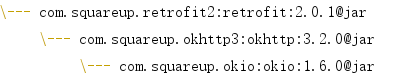 \--- com.squareup.retrofit2:retrofit:2.0.1@jar
\--- com.squareup.okhttp3:okhttp:3.2.0@jar
\--- com.squareup.okio:okio:1.6.0@jar